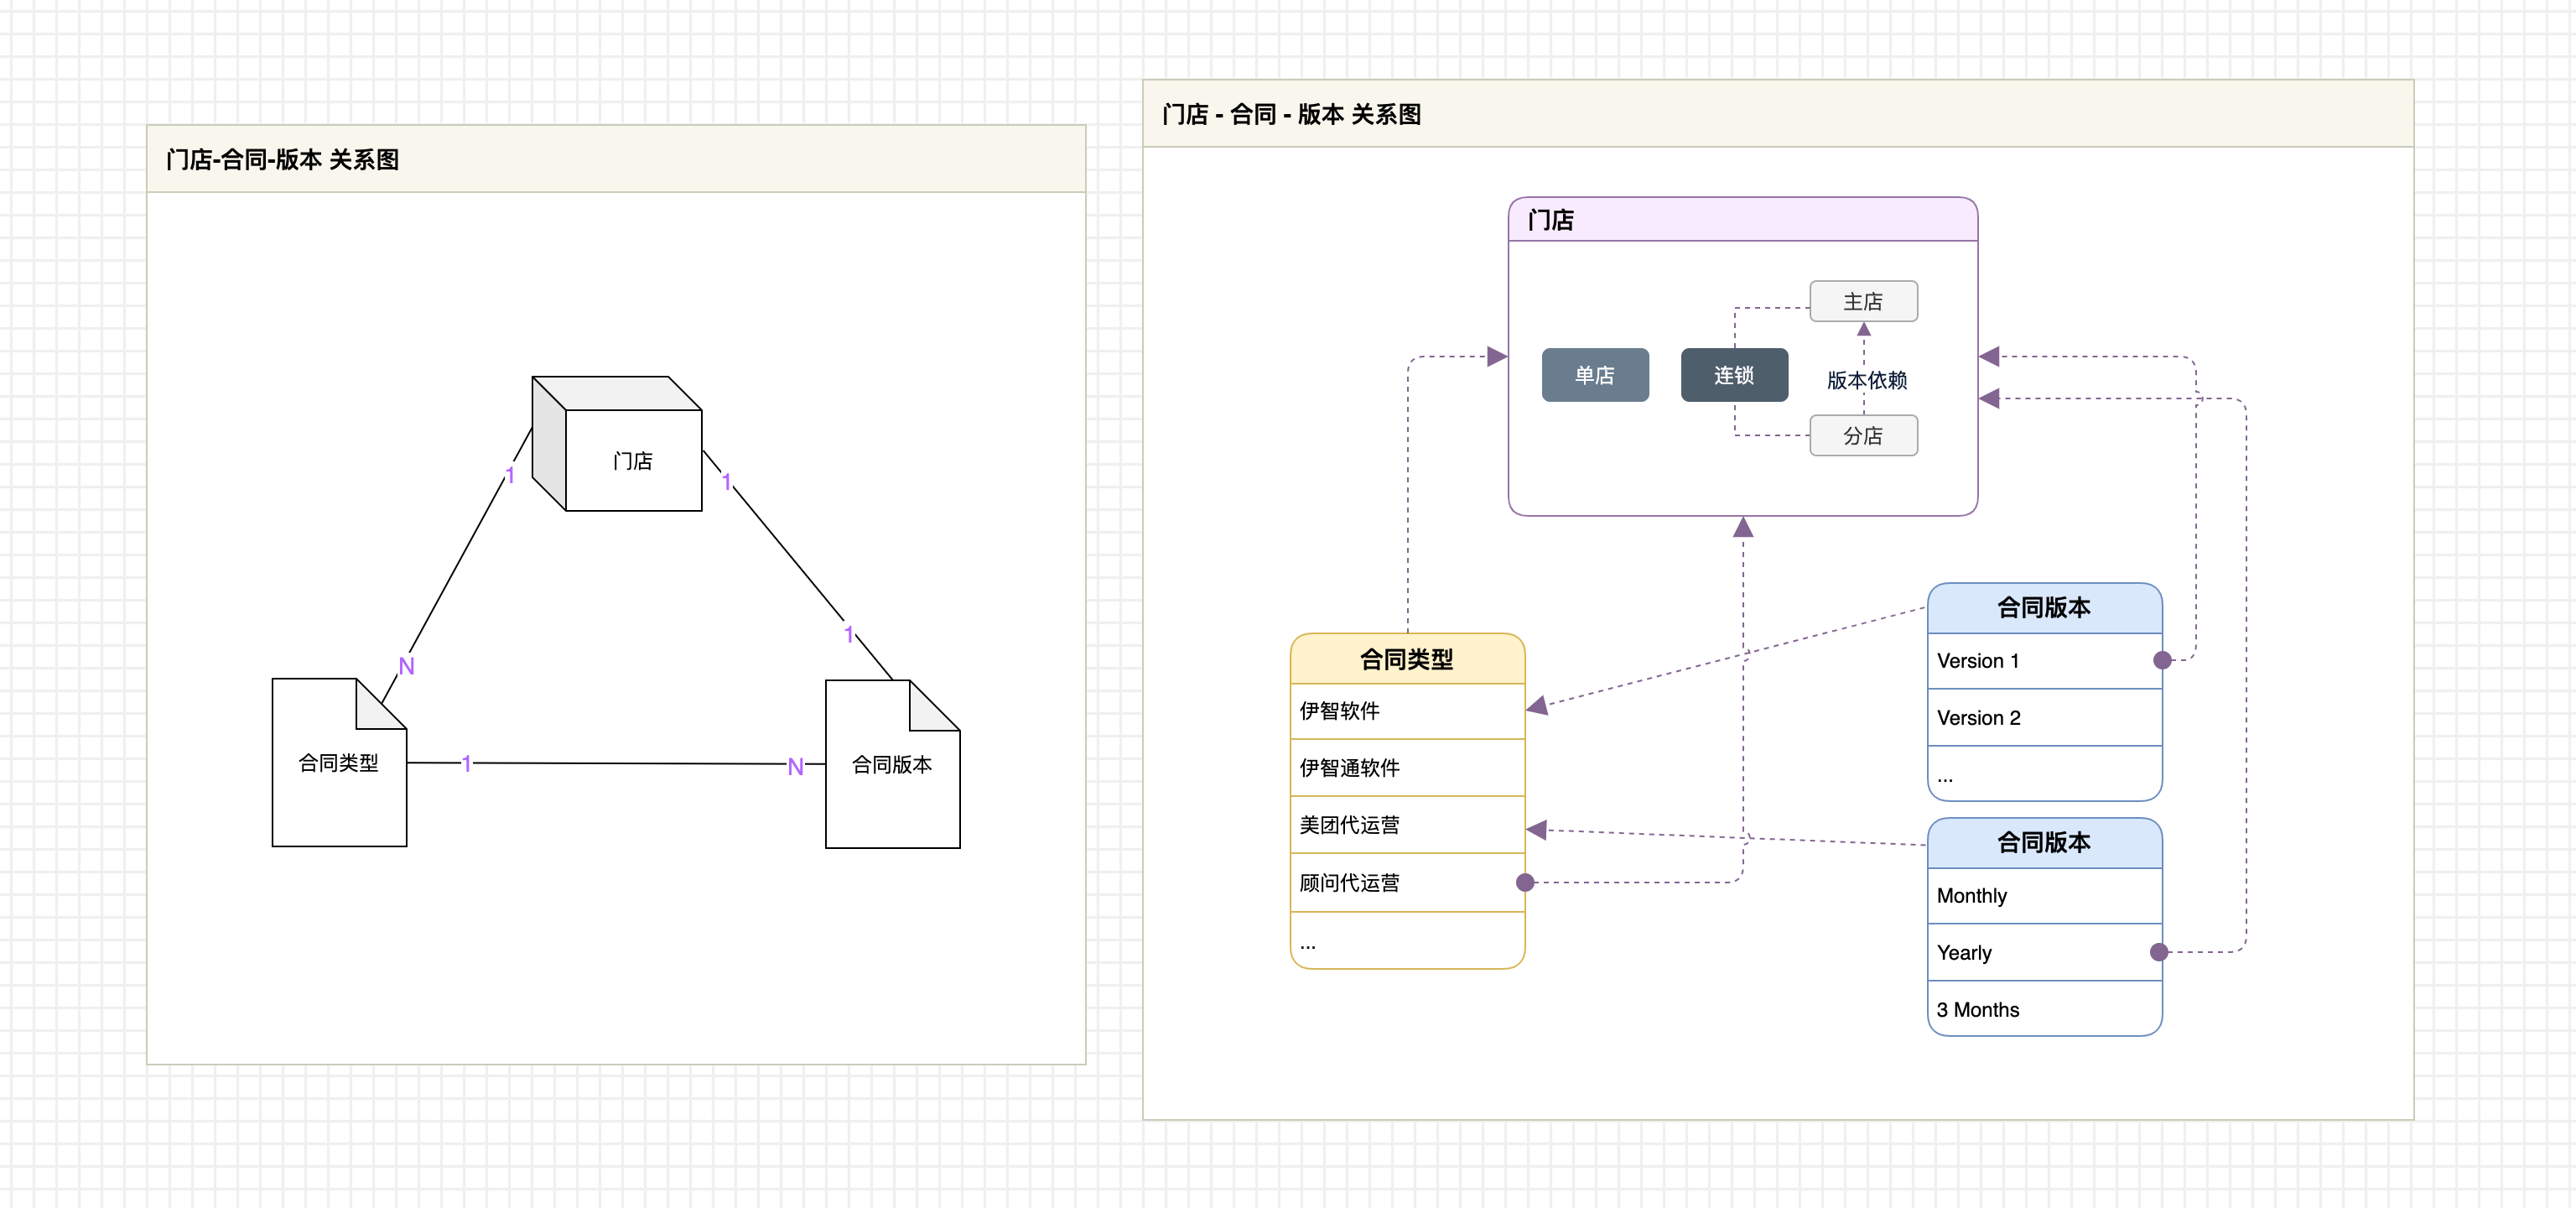 门店-合同-版本 关系图
门店
1
1
1
N
合同类型
1
N
合同版本
门店 - 合同 - 版本 关系图
门店
主店
单店
连锁
版本依赖
分店
合同类型
伊智软件
伊智通软件
美团代运营
顾问代运营
...
合同版本
Version 1
Version 2
...
合同版本
Monthly
Yearly
3 Months